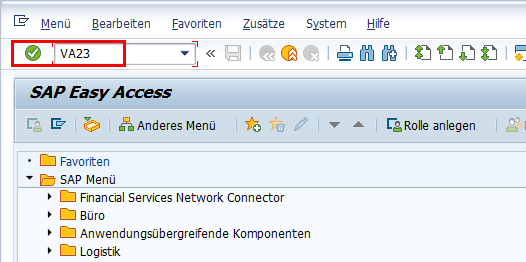 Menü Bearbeiten Favoriten Zusätze System Hilfe
VA23
SAP Easy Access
Anderes Menü Rolle anlegen
Favoriten
SAP Menü
Financial Services Network Connector
Büro
Anwendungsübergreifende Komponenten
Logistik